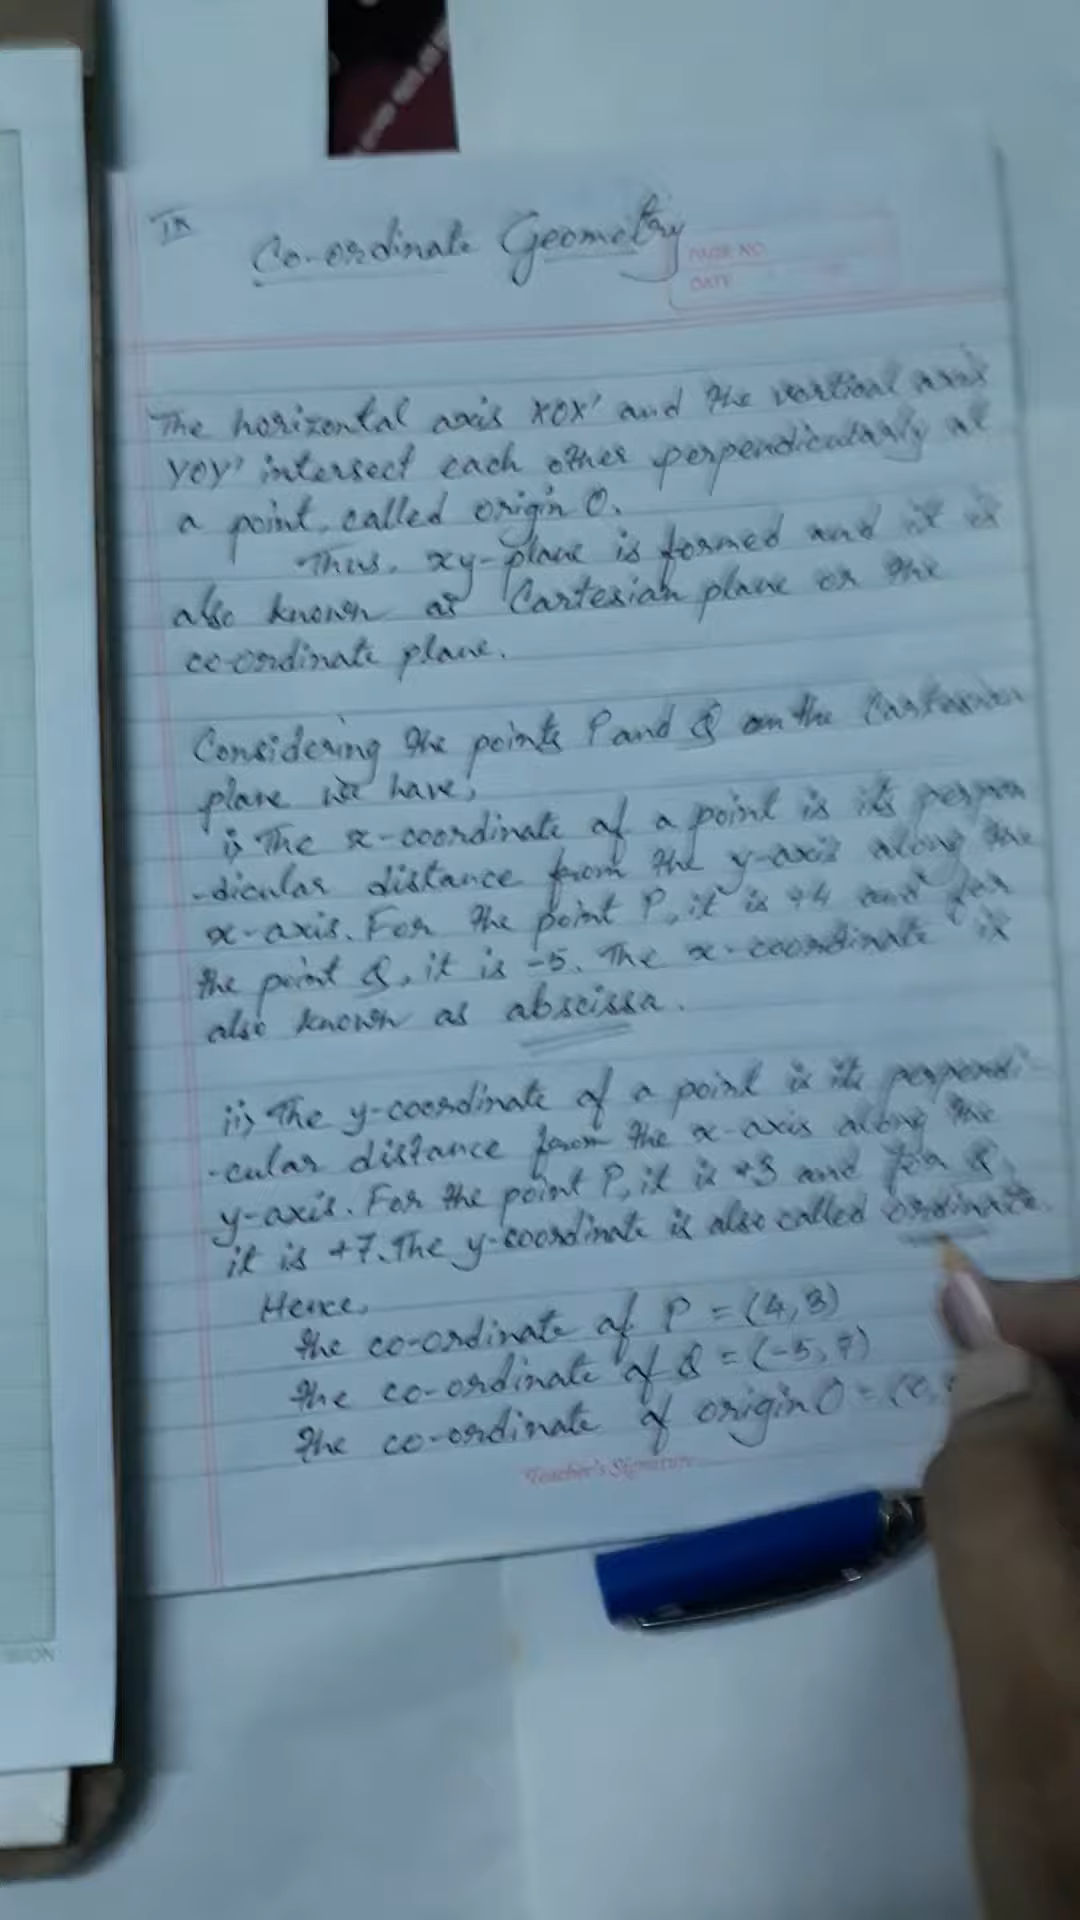 IX
Co-ordinate Geometry
PAGE NO.
DATE
The horizontal axis XOX' and the vertical axis
YOY' intersect each other perpendicularly at
a point, called origin O.
Thus, xy-plane is formed and it is
also known as Cartesian plane or the
co-ordinate plane.
Considering the points P and Q on the Cartesian
plane we have,
i) The x-coordinate of a point is its perpen
-dicular distance from the y-axis along the
x-axis. For the point P, it is +4 and for
the point Q, it is -5. The x-coordinate is
also known as abscissa.
ii) The y-coordinate of a point is its perpendi-
-cular distance from the x-axis along the
y-axis. For the point P, it is +3 and for Q,
it is +7. The y-coordinate is also called ordinate.
Hence,
the co-ordinate of P = (4, 3)
the co-ordinate of Q = (-5, 7)
the co-ordinate of origin O = (0,
Teacher's Signature